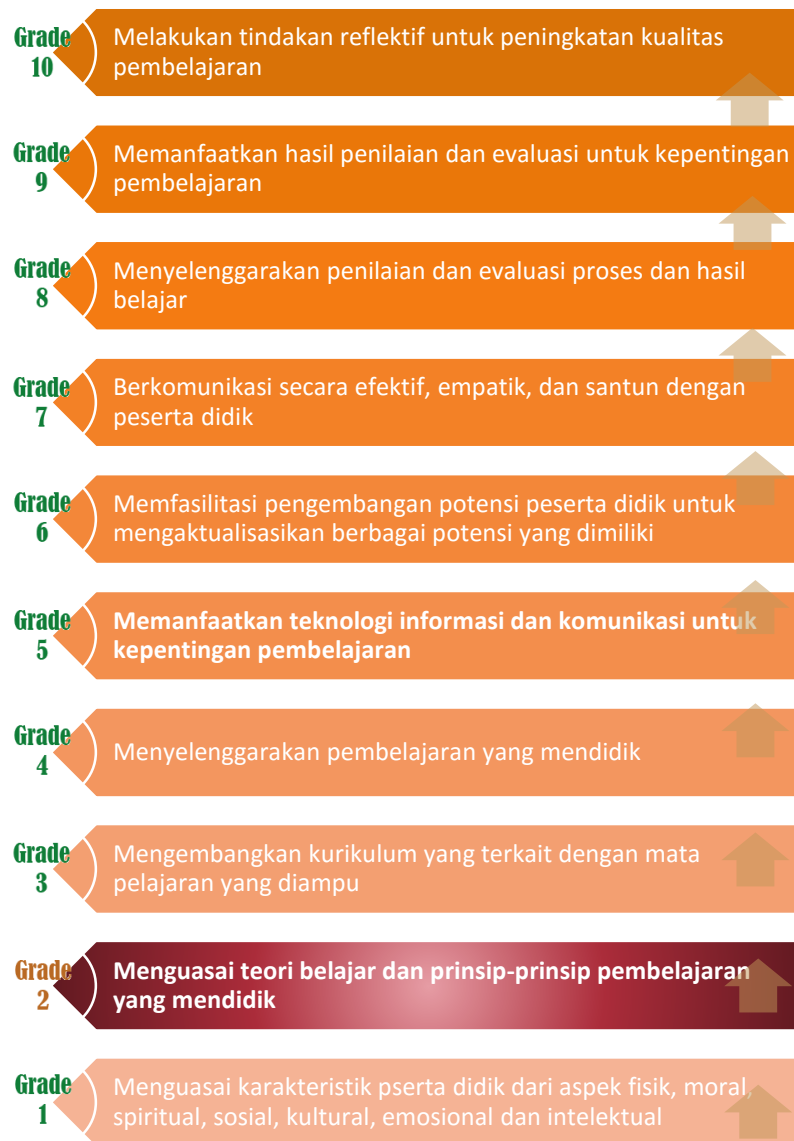 Grade
10
Melakukan tindakan reflektif untuk peningkatan kualitas
pembelajaran
Grade
9
Memanfaatkan hasil penilaian dan evaluasi untuk kepentingan
pembelajaran
Grade
8
Menyelenggarakan penilaian dan evaluasi proses dan hasil
belajar
Grade
7
Berkomunikasi secara efektif, empatik, dan santun dengan
peserta didik
Grade
6
Memfasilitasi pengembangan potensi peserta didik untuk
mengaktualisasikan berbagai potensi yang dimiliki
Grade
5
Memanfaatkan teknologi informasi dan komunikasi untuk
kepentingan pembelajaran
Grade
4
Menyelenggarakan pembelajaran yang mendidik
Grade
3
Mengembangkan kurikulum yang terkait dengan mata
pelajaran yang diampu
Grade
2
Menguasai teori belajar dan prinsip-prinsip pembelajaran
yang mendidik
Grade
1
Menguasai karakteristik pserta didik dari aspek fisik, moral,
spiritual, sosial, kultural, emosional dan intelektual